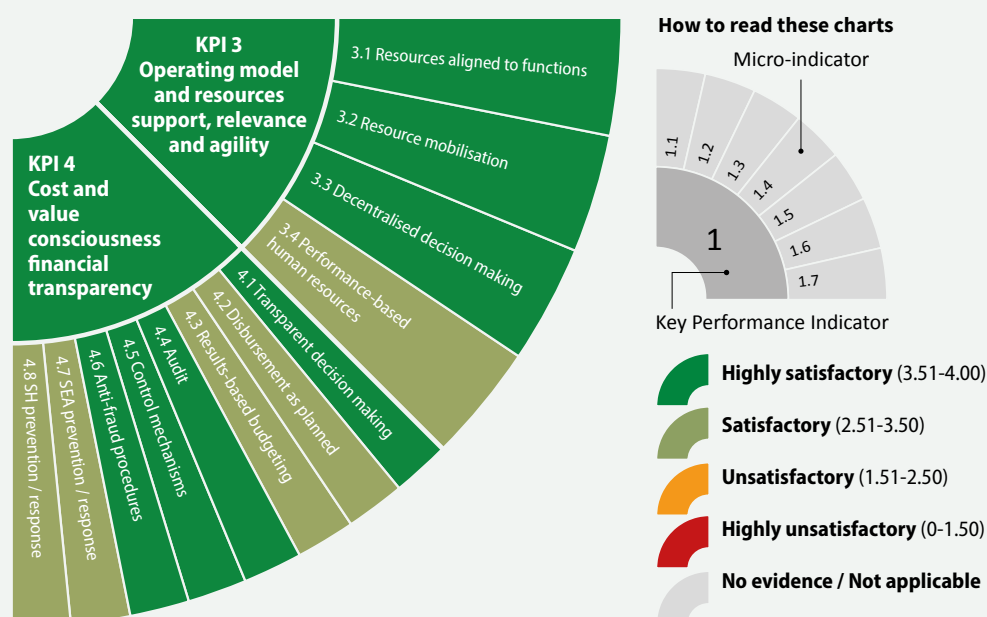 KPI 3
Operating model
and resources
support, relevance
and agility
3.1 Resources aligned to functions
3.2 Resource mobilisation
3.3 Decentralised decision making
3.4 Performance-based
human resources
KPI 4
Cost and
value
consciousness
financial
transparency
4.1 Transparent decision making
4.2 Disbursement as planned
4.3 Results-based budgeting
4.4 Audit
4.5 Control mechanisms
4.6 Anti-fraud procedures
4.7 SEA prevention / response
4.8 SH prevention / response
How to read these charts
Micro-indicator
1.1
1.2
1.3
1.4
1.5
1.6
1.7
1
Key Performance Indicator
Highly satisfactory (3.51-4.00)
Satisfactory (2.51-3.50)
Unsatisfactory (1.51-2.50)
Highly unsatisfactory (0-1.50)
No evidence / Not applicable